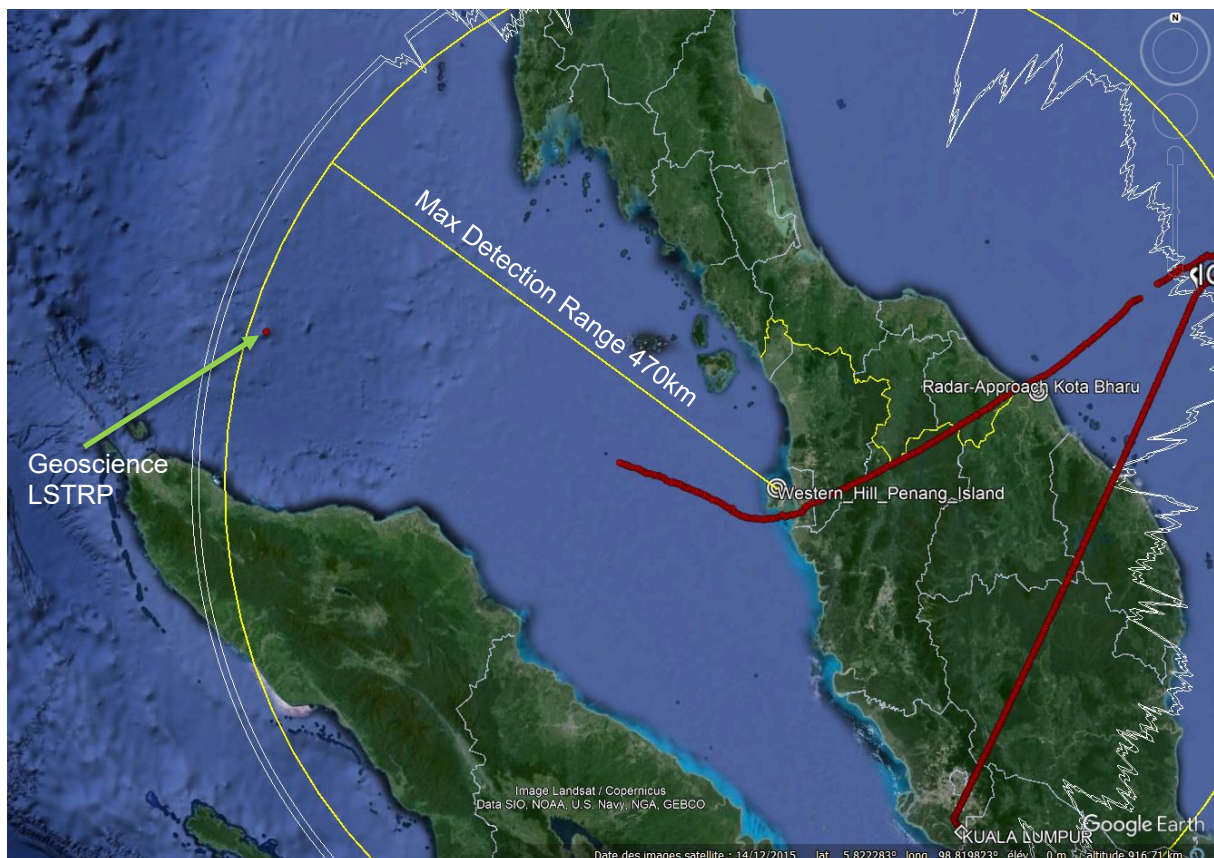 N
Max Detection Range 470km
Radar-Approach Kota Bharu
Geoscience
LSTRP
Western_Hill_Penang_Island
Image Landsat / Copernicus
Data SIO, NOAA, U.S. Navy, NGA, GEBCO
Google Earth
KUALA LUMPUR
Date des images satellite : 14/12/2015 lat. 5.822283° long. 98.819823° élév. 0 m altitude 916.71 km